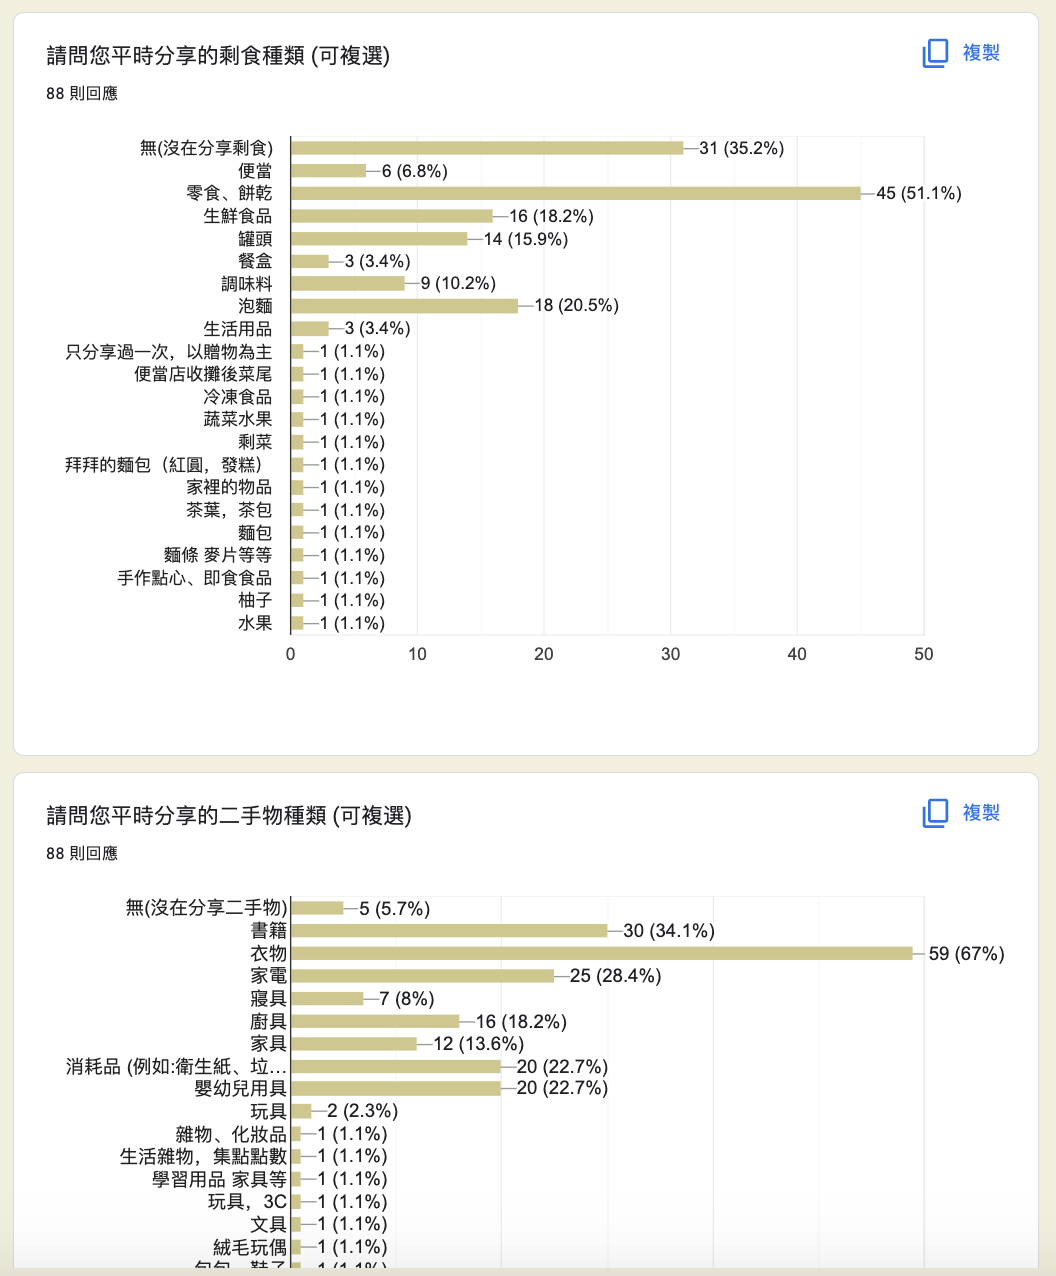 請問您平時分享的剩食種類 (可複選)
複製
88 則回應
無(沒在分享剩食) 31 (35.2%)
便當 6 (6.8%)
零食、餅乾 45 (51.1%)
生鮮食品 16 (18.2%)
罐頭 14 (15.9%)
餐盒 3 (3.4%)
調味料 9 (10.2%)
泡麵 18 (20.5%)
生活用品 3 (3.4%)
只分享過一次，以贈物為主 1 (1.1%)
便當店收攤後菜尾 1 (1.1%)
冷凍食品 1 (1.1%)
蔬菜水果 1 (1.1%)
剩菜 1 (1.1%)
拜拜的麵包（紅圓，發糕） 1 (1.1%)
家裡的物品 1 (1.1%)
茶葉，茶包 1 (1.1%)
麵包 1 (1.1%)
麵條 麥片等等 1 (1.1%)
手作點心、即食食品 1 (1.1%)
柚子 1 (1.1%)
水果 1 (1.1%)
0 10 20 30 40 50
請問您平時分享的二手物種類 (可複選)
複製
88 則回應
無(沒在分享二手物) 5 (5.7%)
書籍 30 (34.1%)
衣物 59 (67%)
家電 25 (28.4%)
寢具 7 (8%)
廚具 16 (18.2%)
家具 12 (13.6%)
消耗品 (例如:衛生紙、垃… 20 (22.7%)
嬰幼兒用具 20 (22.7%)
玩具 2 (2.3%)
雜物、化妝品 1 (1.1%)
生活雜物，集點點數 1 (1.1%)
學習用品 家具等 1 (1.1%)
玩具，3C 1 (1.1%)
文具 1 (1.1%)
絨毛玩偶 1 (1.1%)